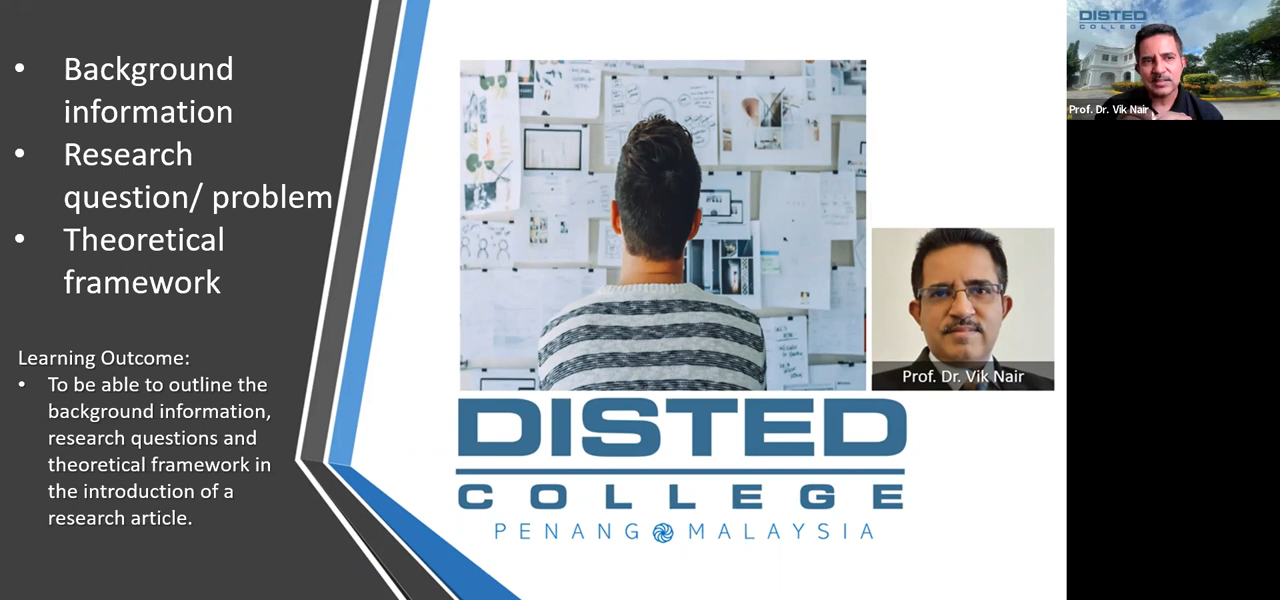 • Background
information
• Research
question/ problem
• Theoretical
framework
Learning Outcome:
• To be able to outline the
background information,
research questions and
theoretical framework in
the introduction of a
research article.
Prof. Dr. Vik Nair
DISTED
COLLEGE
PENANG MALAYSIA
DISTED
COLLEGE
Prof. Dr. Vik Nair